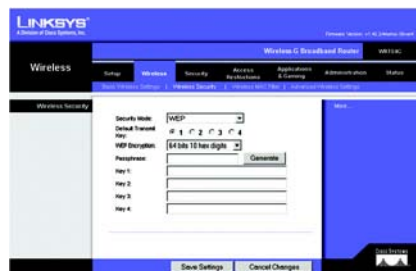 LINKSYS®
A Division of Cisco Systems, Inc.
Wireless-G Broadband Router
Wireless
Setup Wireless Security Access Restrictions Applications & Gaming Administration Status
Basic Wireless Settings | Wireless Security | Wireless MAC Filter | Advanced Wireless Settings
Wireless Security
Security Mode: WEP
Default Transmit Key: 1 2 3 4
WEP Encryption: 64 bits 10 hex digits
Passphrase: Generate
Key 1:
Key 2:
Key 3:
Key 4:
Save Settings Cancel Changes
Cisco Systems